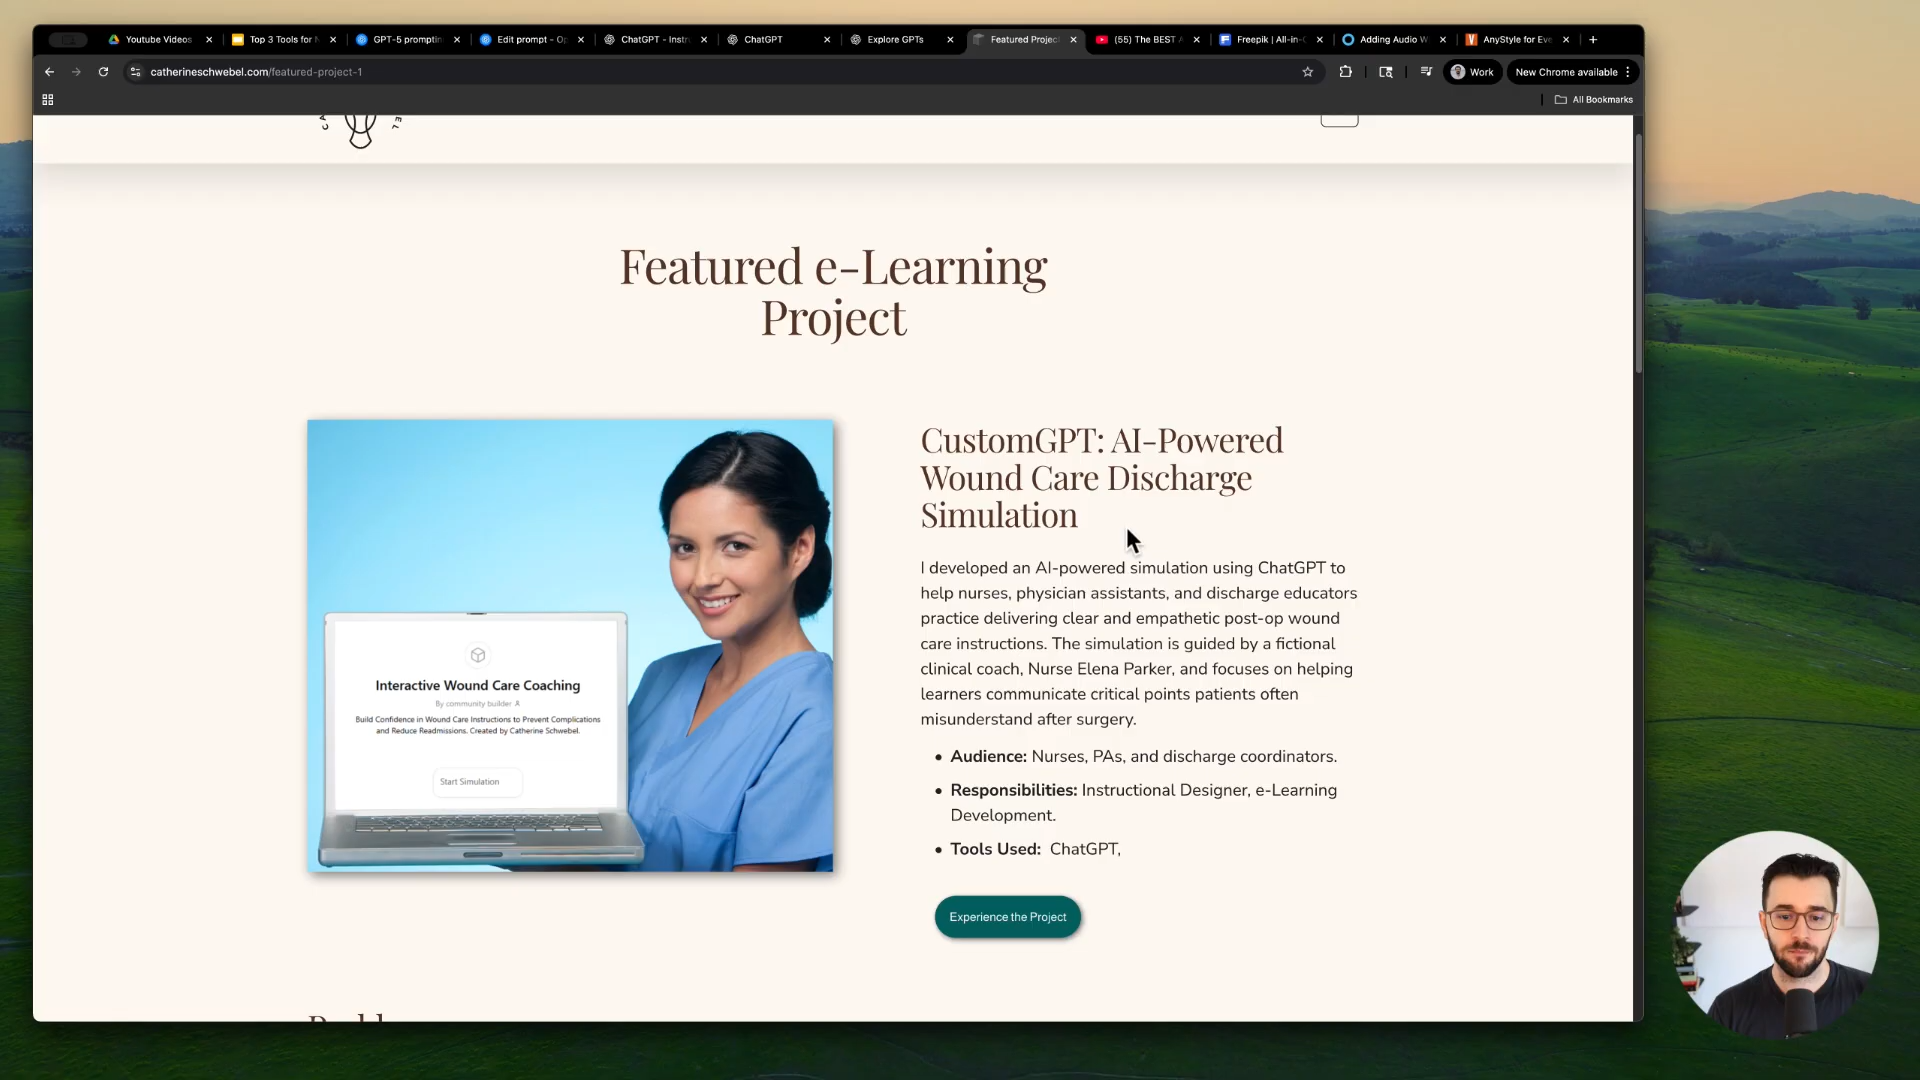 Youtube Videos
Top 3 Tools for
GPT-5 promptin
Edit prompt - Op
ChatGPT - Instr
ChatGPT
Explore GPTs
Featured Projec
(55) The BEST
Freepik | All-in-
Adding Audio W
AnyStyle for Eve
catherineschwebel.com/featured-project-1
Work
New Chrome available
All Bookmarks
Featured e-Learning
Project
CustomGPT: AI-Powered
Wound Care Discharge
Simulation
I developed an AI-powered simulation using ChatGPT to
help nurses, physician assistants, and discharge educators
practice delivering clear and empathetic post-op wound
care instructions. The simulation is guided by a fictional
clinical coach, Nurse Elena Parker, and focuses on helping
learners communicate critical points patients often
misunderstand after surgery.
• Audience: Nurses, PAs, and discharge coordinators.
• Responsibilities: Instructional Designer, e-Learning
Development.
• Tools Used: ChatGPT,
Experience the Project
Interactive Wound Care Coaching
By community builder
Build Confidence in Wound Care Instructions to Prevent Complications
and Reduce Readmissions. Created by Catherine Schwebel.
Start Simulation